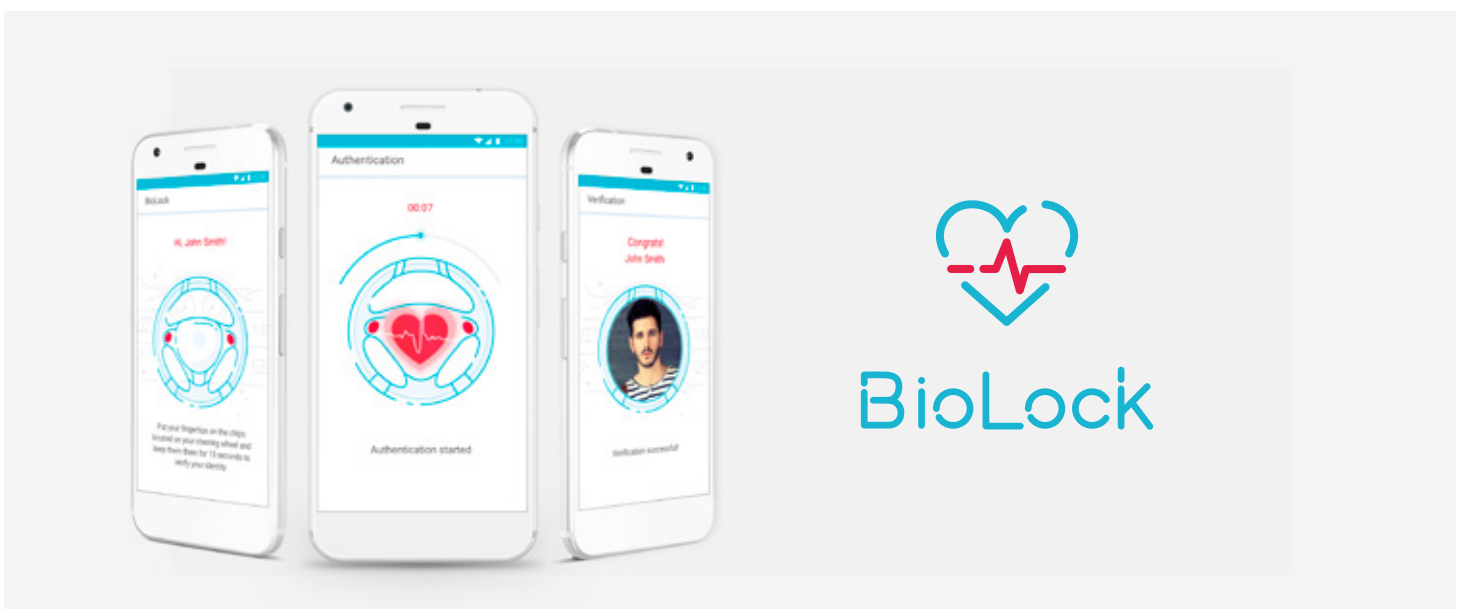 BioLock
Hi, John Smith!
Put your fingertips on the chips
located on your steering wheel and
keep them there for 15 seconds to
verify your identity
Authentication
00:07
Authentication started
Verification
Congrats!
John Smith
Verification successful!
BioLock